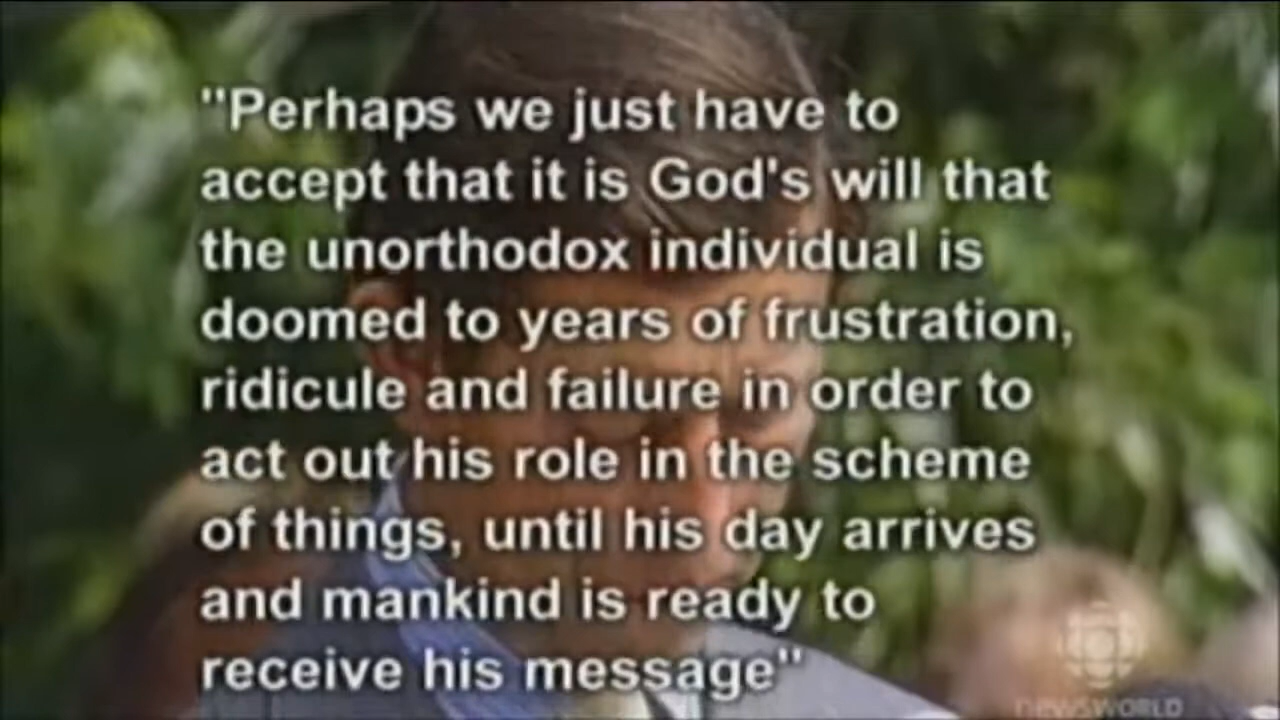 "Perhaps we just have to
accept that it is God's will that
the unorthodox individual is
doomed to years of frustration,
ridicule and failure in order to
act out his role in the scheme
of things, until his day arrives
and mankind is ready to
receive his message"
NEWSWORLD